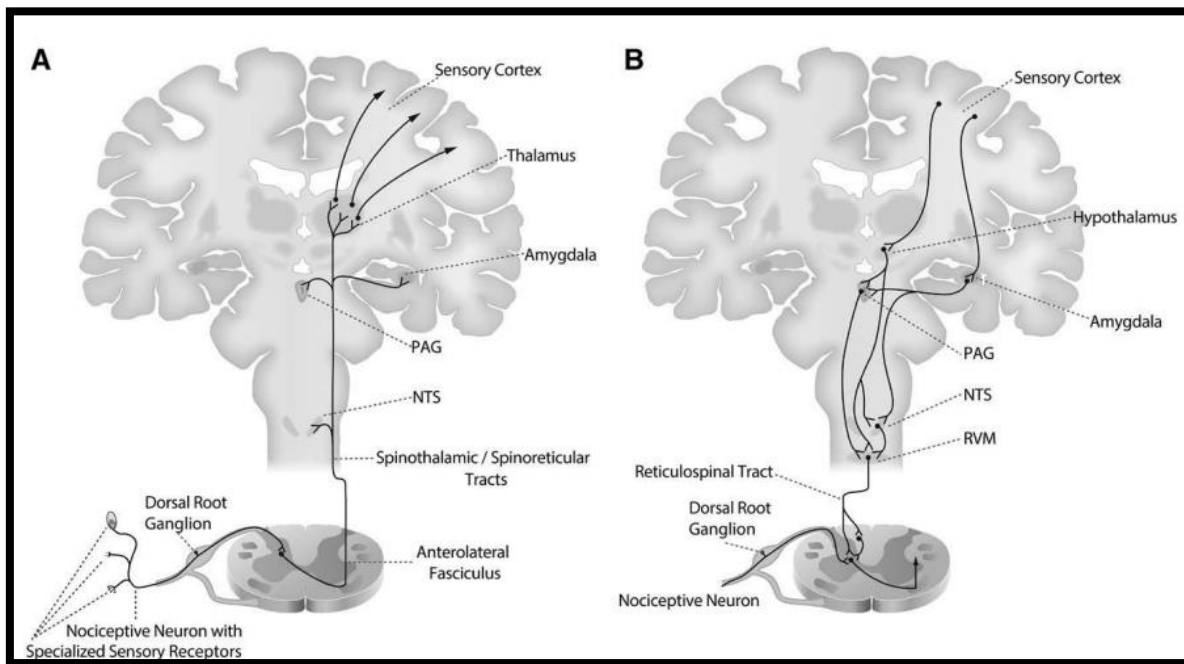 A
Sensory Cortex
Thalamus
Amygdala
PAG
NTS
Spinothalamic / Spinoreticular
Tracts
Dorsal Root
Ganglion
Anterolateral
Fasciculus
Nociceptive Neuron with
Specialized Sensory Receptors
B
Sensory Cortex
Hypothalamus
Amygdala
PAG
NTS
RVM
Reticulospinal Tract
Dorsal Root
Ganglion
Nociceptive Neuron